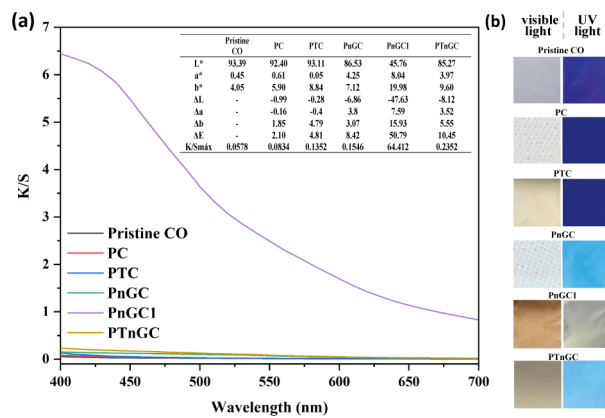 (a)
Pristine CO PC PTC PnGC PnGC1 PTnGC
L* 93.39 92.40 93.11 86.53 45.76 85.27
a* 0.45 0.61 0.05 4.25 8.04 3.97
b* 4.05 5.90 8.84 7.12 19.98 9.60
ΔL - -0.99 -0.28 -6.86 -47.63 -8.12
Δa - -0.16 -0.4 3.8 7.59 3.52
Δb - 1.85 4.79 3.07 15.93 5.55
ΔE - 2.10 4.81 8.42 50.79 10.45
K/Smáx 0.0578 0.0834 0.1352 0.1546 64.412 0.2352
K/S
7
6
5
4
3
2
1
0
Pristine CO
PC
PTC
PnGC
PnGC1
PTnGC
400 450 500 550 600 650 700
Wavelength (nm)
(b)
visible light
UV light
Pristine CO
PC
PTC
PnGC
PnGC1
PTnGC